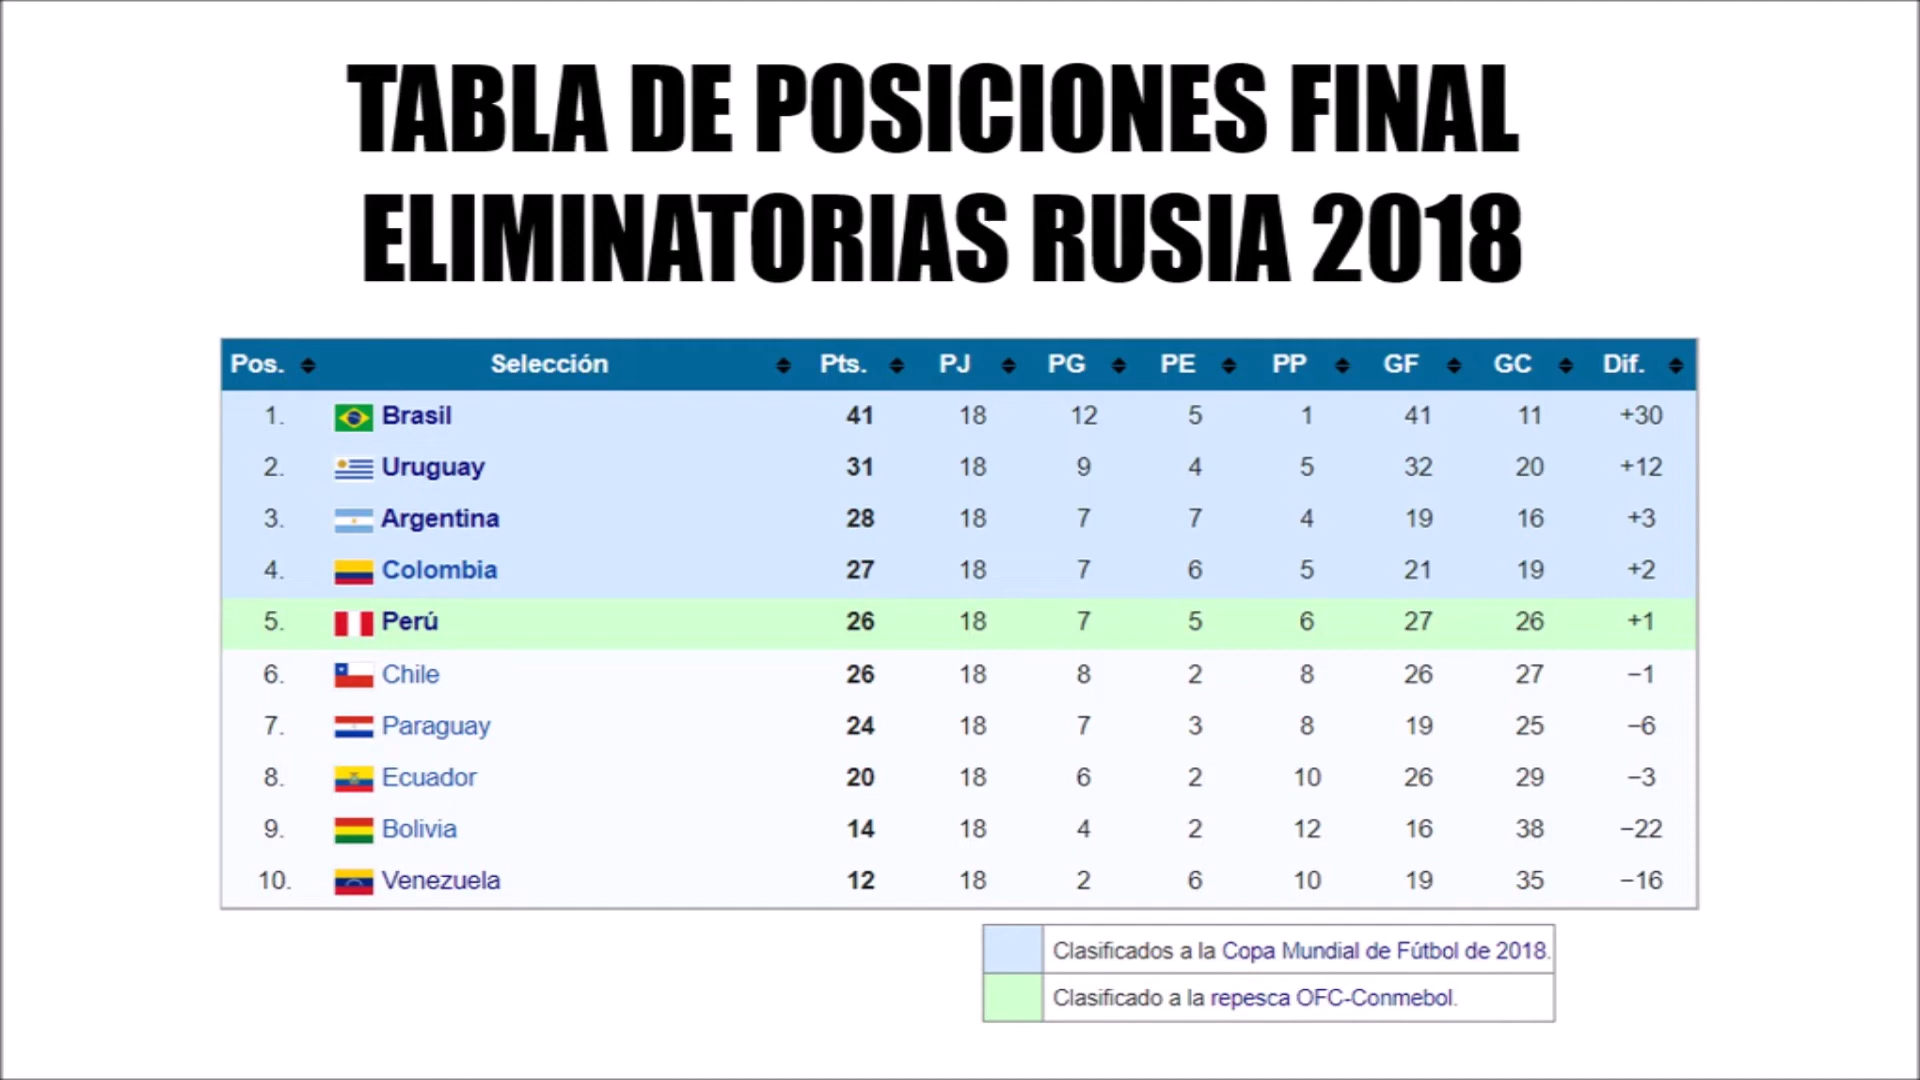 TABLA DE POSICIONES FINAL
ELIMINATORIAS RUSIA 2018
Pos. Selección Pts. PJ PG PE PP GF GC Dif.
1. Brasil 41 18 12 5 1 41 11 +30
2. Uruguay 31 18 9 4 5 32 20 +12
3. Argentina 28 18 7 7 4 19 16 +3
4. Colombia 27 18 7 6 5 21 19 +2
5. Perú 26 18 7 5 6 27 26 +1
6. Chile 26 18 8 2 8 26 27 −1
7. Paraguay 24 18 7 3 8 19 25 −6
8. Ecuador 20 18 6 2 10 26 29 −3
9. Bolivia 14 18 4 2 12 16 38 −22
10. Venezuela 12 18 2 6 10 19 35 −16
Clasificados a la Copa Mundial de Fútbol de 2018.
Clasificado a la repesca OFC-Conmebol.